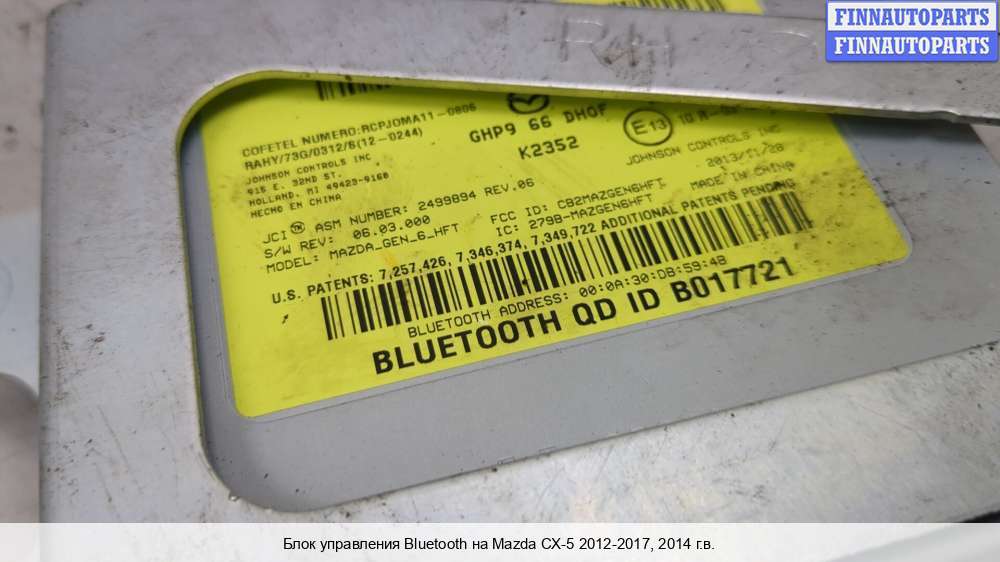 FINNAUTOPARTS
FINNAUTOPARTS
COFETEL NUMERO:RCPJOMA11-0806
RAHY/73G/0312/6(12-0244)
JOHNSON CONTROLS INC
915 E. 32ND ST.
HOLLAND, MI 49423-9160
HECHO EN CHINA
GHP9 66 DH0F
K2352
E13
10 R-
JOHNSON CONTROLS INC
2013/11/28
MADE IN CHINA
JCI™ ASM NUMBER: 2499894 REV.06
S/W REV: 06.03.000
MODEL: MAZDA_GEN_6_HFT
FCC ID: CB2MAZGEN6HFT
IC: 279B-MAZGEN6HFT
U.S. PATENTS: 7,257,426, 7,346,374, 7,349,722 ADDITIONAL PATENTS PENDING
BLUETOOTH ADDRESS: 00:0A:30:DB:59:4B
BLUETOOTH QD ID B017721
Блок управления Bluetooth на Mazda CX-5 2012-2017, 2014 г.в.